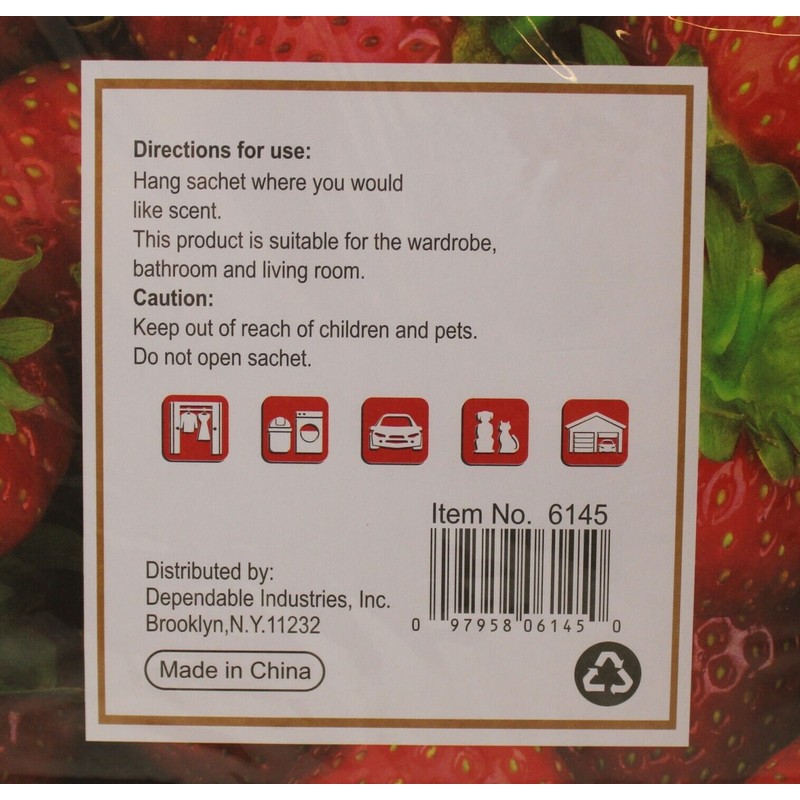 Directions for use:
Hang sachet where you would
like scent.
This product is suitable for the wardrobe,
bathroom and living room.
Caution:
Keep out of reach of children and pets.
Do not open sachet.
Item No. 6145
0 97958 06145 0
Distributed by:
Dependable Industries, Inc.
Brooklyn,N.Y.11232
Made in China